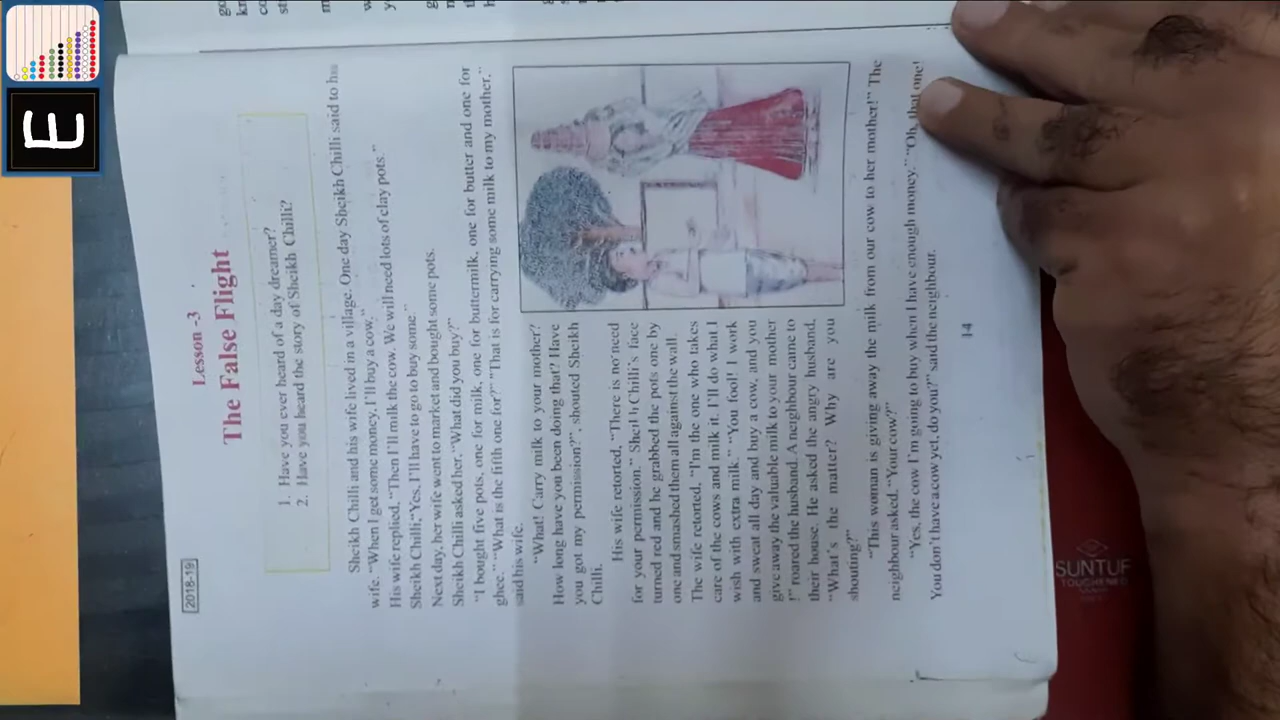 E
2018-19
Lesson -3
The False Flight
1. Have you ever heard of a day dreamer?
2. Have you heard the story of Sheikh Chilli?
Sheikh Chilli and his wife lived in a village. One day Sheikh Chilli said to his
wife. “When I get some money, I’ll buy a cow.”
His wife replied. “Then I’ll milk the cow. We will need lots of clay pots.”
Sheikh Chilli, “Yes, I’ll have to go to buy some.”
Next day, her wife went to market and bought some pots.
Sheikh Chilli asked her. “What did you buy?”
“I bought five pots, one for milk, one for buttermilk, one for butter and one for
ghee.” “What is the fifth one for?” “That is for carrying some milk to my mother,”
said his wife.
“What! Carry milk to your mother?
How long have you been doing that? Have
you got my permission?”, shouted Sheikh
Chilli.
His wife retorted, “There is no need
for your permission.” Sheikh Chilli’s face
turned red and he grabbed the pots one by
one and smashed them all against the wall.
The wife retorted. “I’m the one who takes
care of the cows and milk it. I’ll do what I
wish with extra milk.” “You fool! I work
and sweat all day and buy a cow, and you
give away the valuable milk to your mother
!” roared the husband. A neighbour came to
their house. He asked the angry husband.
“What’s the matter? Why are you
shouting?”
“This woman is giving away the milk from our cow to her mother!” The
neighbour asked. “Your cow?”
“Yes, the cow I’m going to buy when I have enough money.” “Oh, that one!
You don’t have a cow yet, do you?” said the neighbour.
14
SUNTUF
TOUGHENED